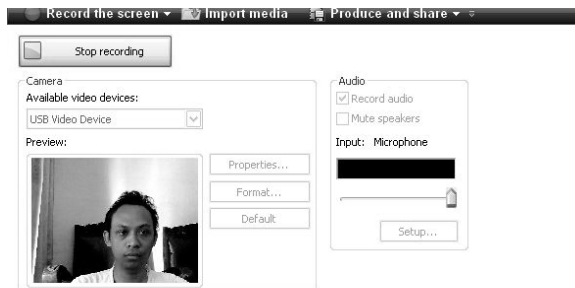 Record the screen Import media Produce and share
Stop recording
Camera
Available video devices:
USB Video Device
Preview:
Properties...
Format...
Default
Audio
Record audio
Mute speakers
Input: Microphone
Setup...